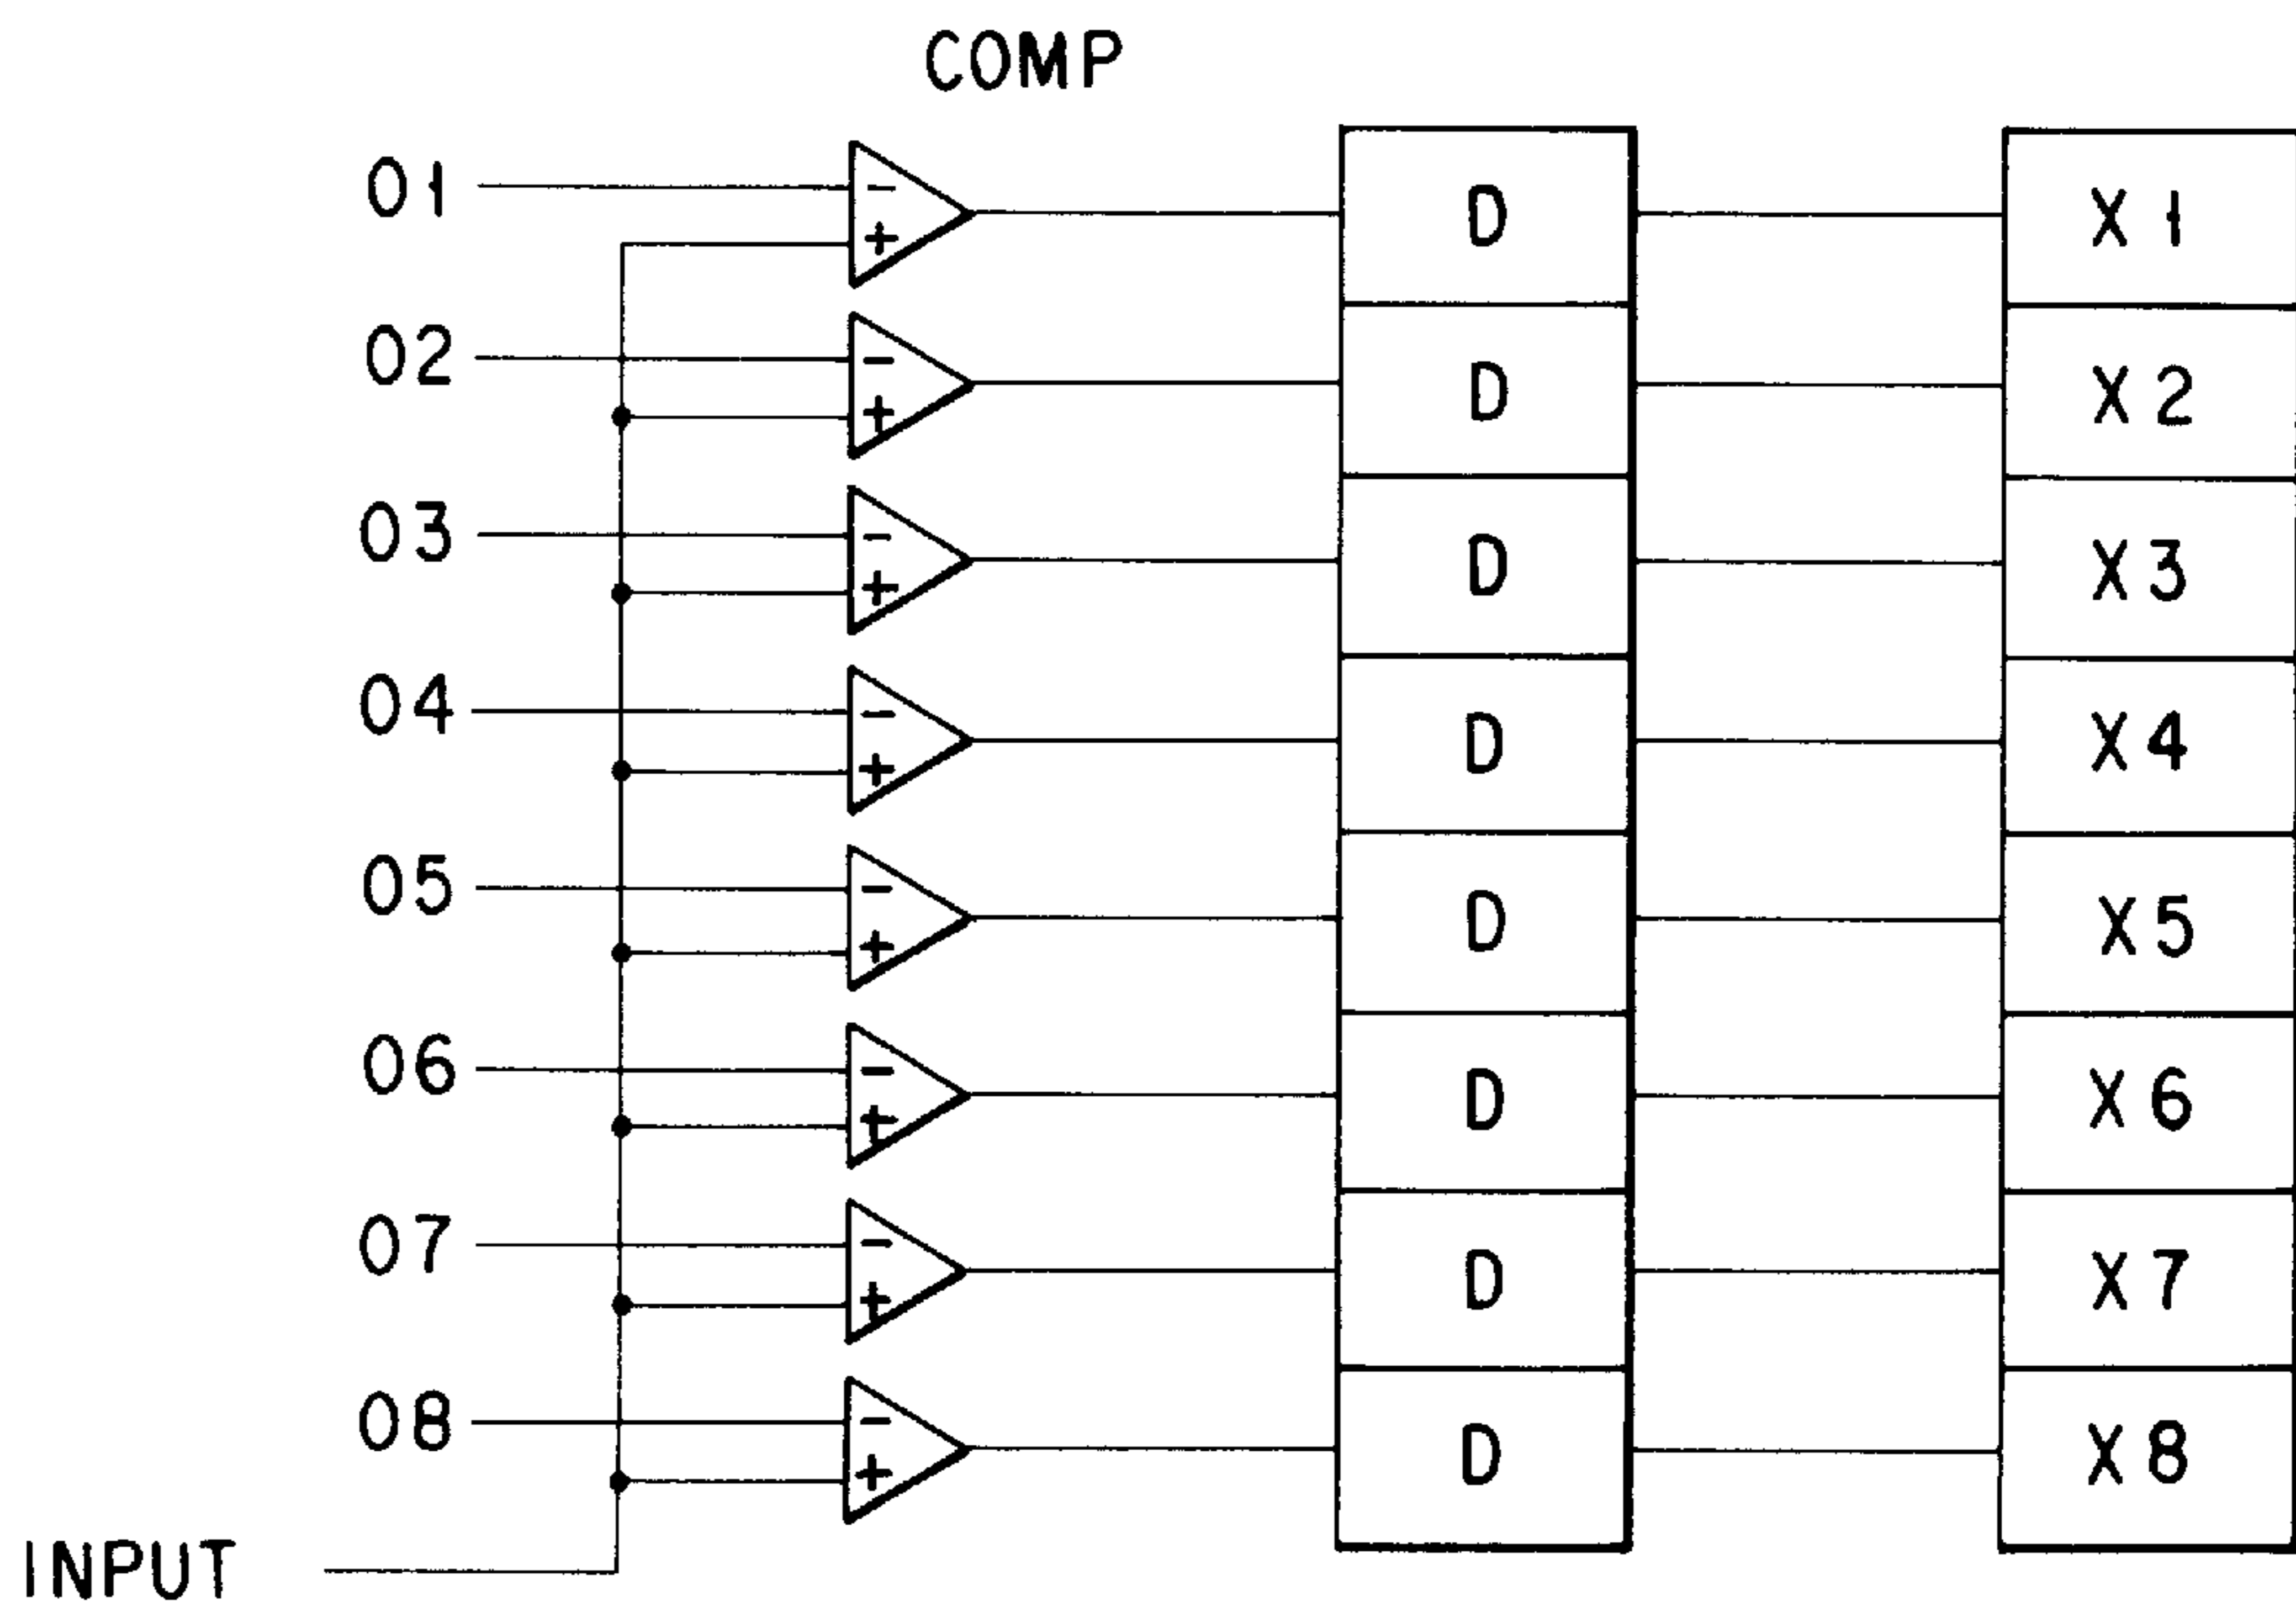 COMP
01 - + D X1
02 - + D X2
03 - + D X3
04 - + D X4
05 - + D X5
06 - + D X6
07 - + D X7
08 - + D X8
INPUT